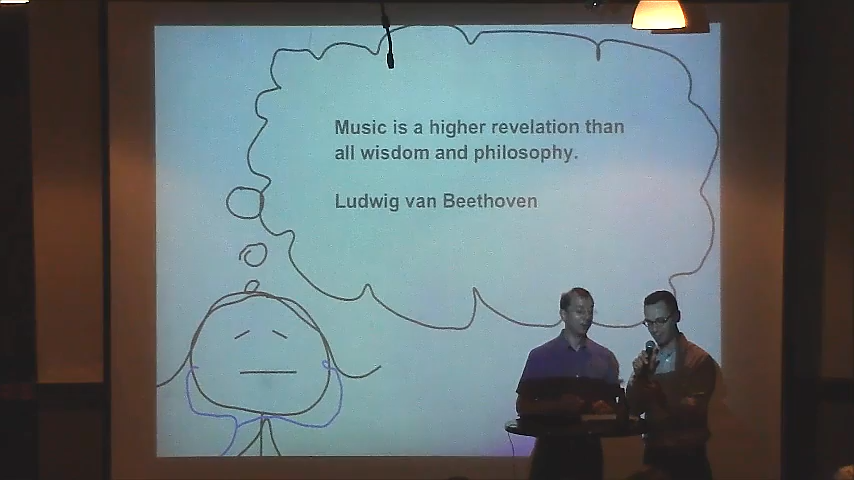 Music is a higher revelation than
all wisdom and philosophy.
Ludwig van Beethoven